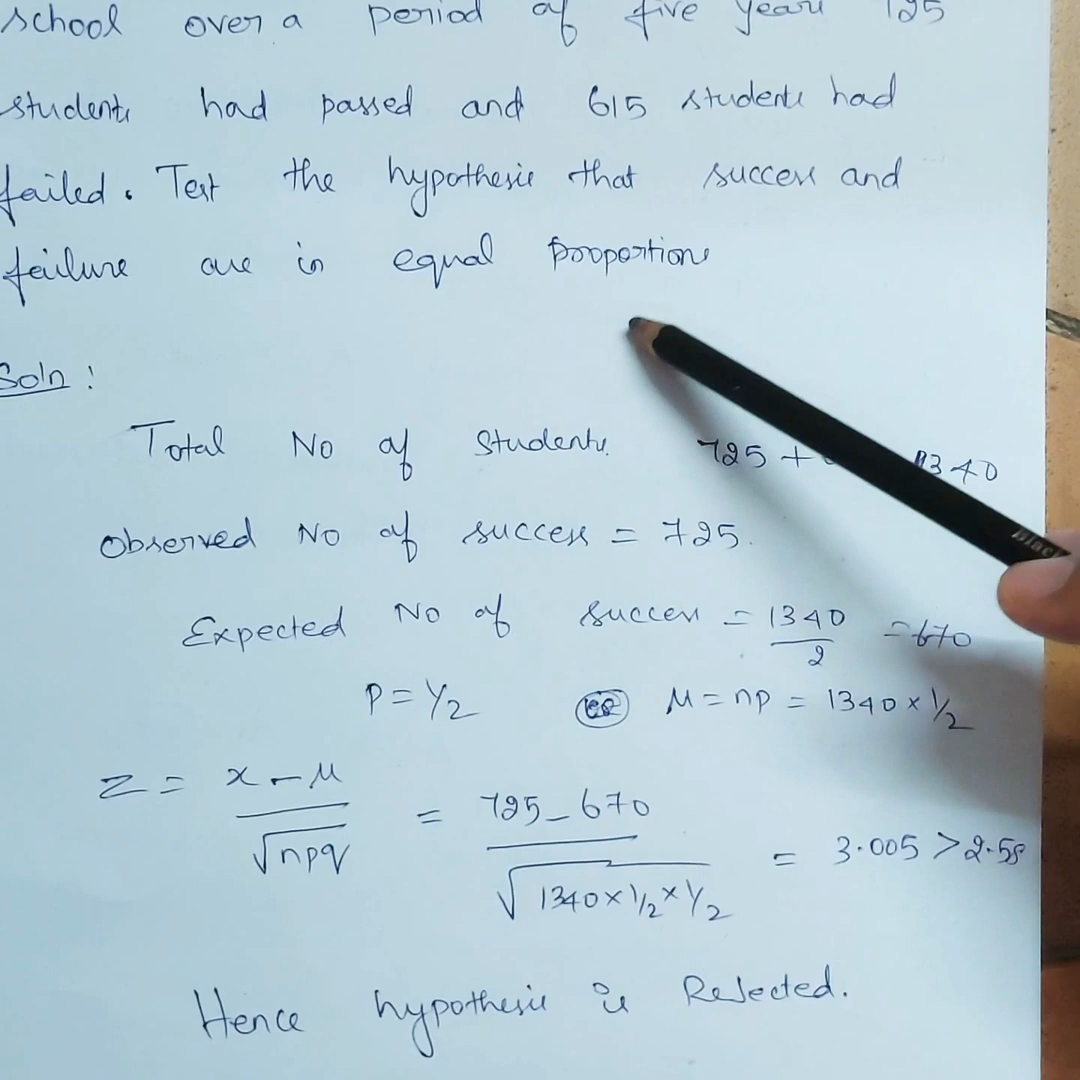 school over a period of five years 725
students had passed and 615 students had
failed. Test the hypothesis that success and
failure are in equal proportions
Soln:
Total No of Students. 725 + 1340
Observed No of success = 725.
Expected No of success = 1340/2 = 670
P = 1/2 M = np = 1340 × 1/2
Z = x - M / √npq = 725 - 670 / √1340 × 1/2 × 1/2 = 3.005 > 2.58
Hence hypothesis is Rejected.
Black